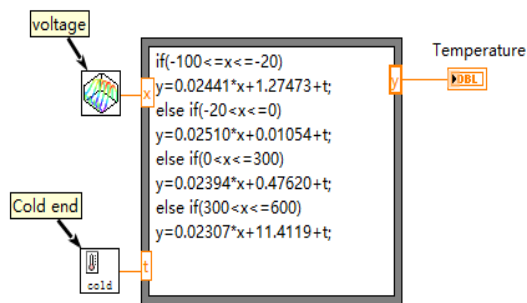 voltage
Temperature
if(-100<=x<=-20)
x
y
DBL
y=0.02441*x+1.27473+t;
else if(-20<x<=0)
y=0.02510*x+0.01054+t;
else if(0<x<=300)
y=0.02394*x+0.47620+t;
Cold end
else if(300<x<=600)
y=0.02307*x+11.4119+t;
t
cold